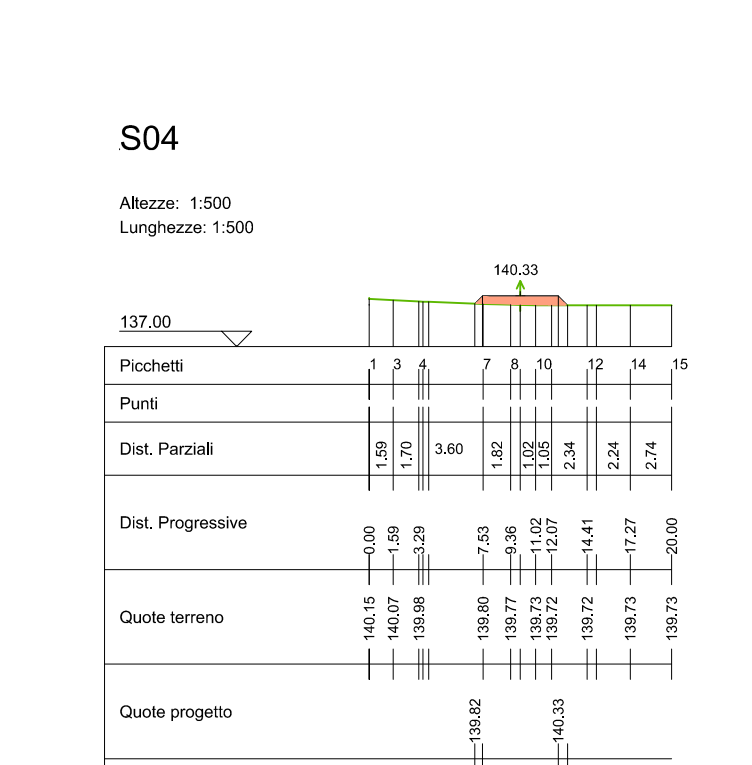 S04
Altezze: 1:500
Lunghezze: 1:500
140.33
137.00
Picchetti 1 3 4 7 8 10 12 14 15
Punti
Dist. Parziali 1.59 1.70 3.60 1.82 1.02 1.05 2.34 2.24 2.74
Dist. Progressive 0.00 1.59 3.29 7.53 9.36 11.02 12.07 14.41 17.27 20.00
Quote terreno 140.15 140.07 139.98 139.80 139.77 139.73 139.72 139.72 139.73 139.73
Quote progetto 139.82 140.33